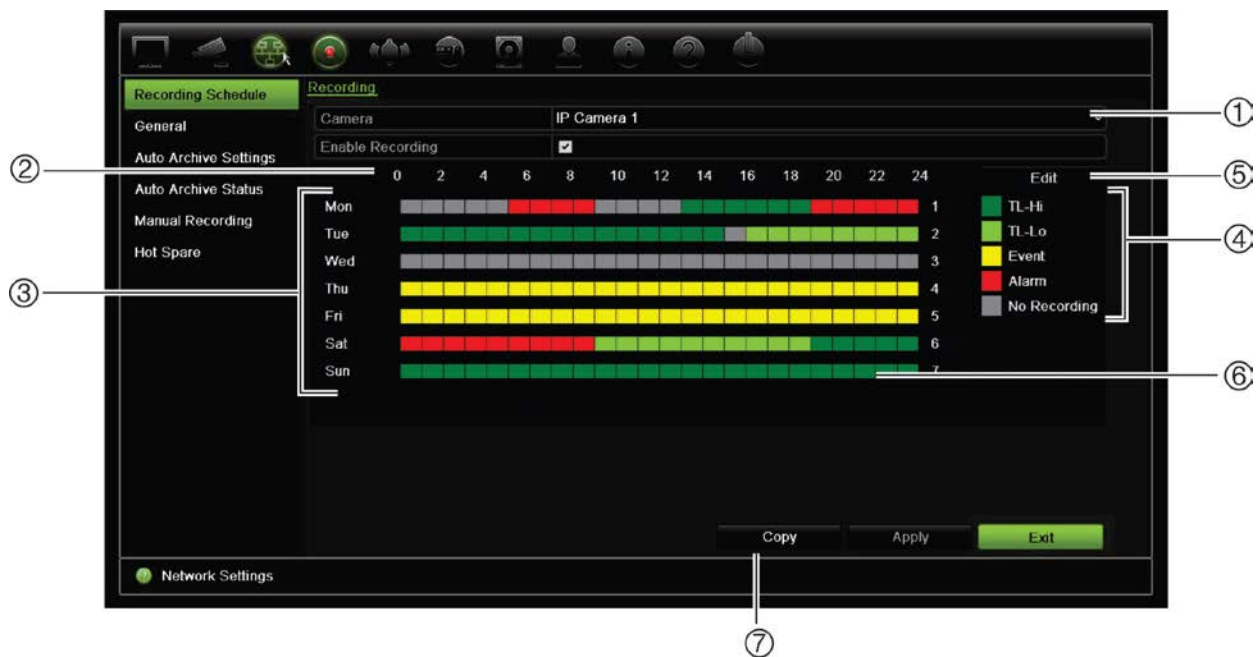 Recording Schedule
General
Auto Archive Settings
Auto Archive Status
Manual Recording
Hot Spare
Recording
Camera IP Camera 1 ①
Enable Recording
② 0 2 4 6 8 10 12 14 16 18 20 22 24 Edit ⑤
Mon 1 TL-Hi
Tue 2 TL-Lo ④
Wed 3 Event
③ Thu 4 Alarm
Fri 5 No Recording
Sat 6
Sun 7 ⑥
Copy Apply Exit
Network Settings
⑦